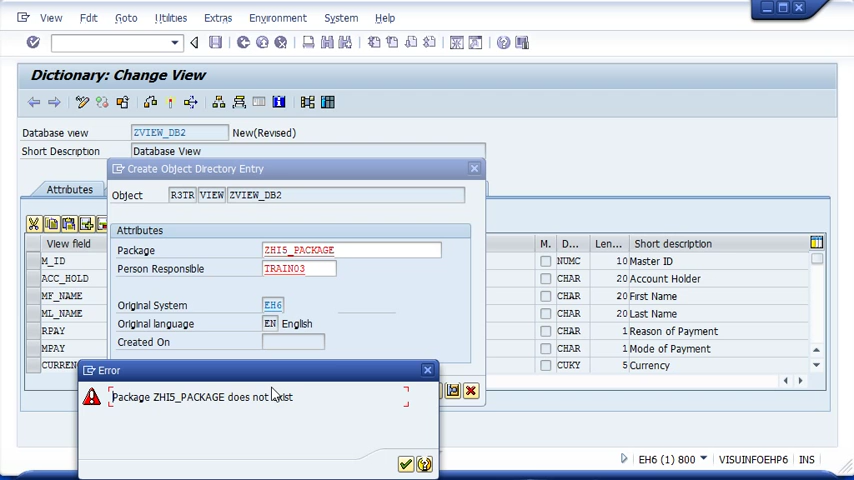 View Edit Goto Utilities Extras Environment System Help
Dictionary: Change View
Database view ZVIEW_DB2 New(Revised)
Short Description Database View
Attributes
Create Object Directory Entry
Object R3TR VIEW ZVIEW_DB2
Attributes
Package ZHI5_PACKAGE
Person Responsible TRAIN03
Original System EH6
Original language EN English
Created On
View field M. D... Len... Short description
M_ID NUMC 10 Master ID
ACC_HOLD CHAR 20 Account Holder
MF_NAME CHAR 20 First Name
ML_NAME CHAR 20 Last Name
RPAY CHAR 1 Reason of Payment
MPAY CHAR 1 Mode of Payment
CURREN CUKY 5 Currency
Error
Package ZHI5_PACKAGE does not exist
EH6 (1) 800 VISUINFOEHP6 INS